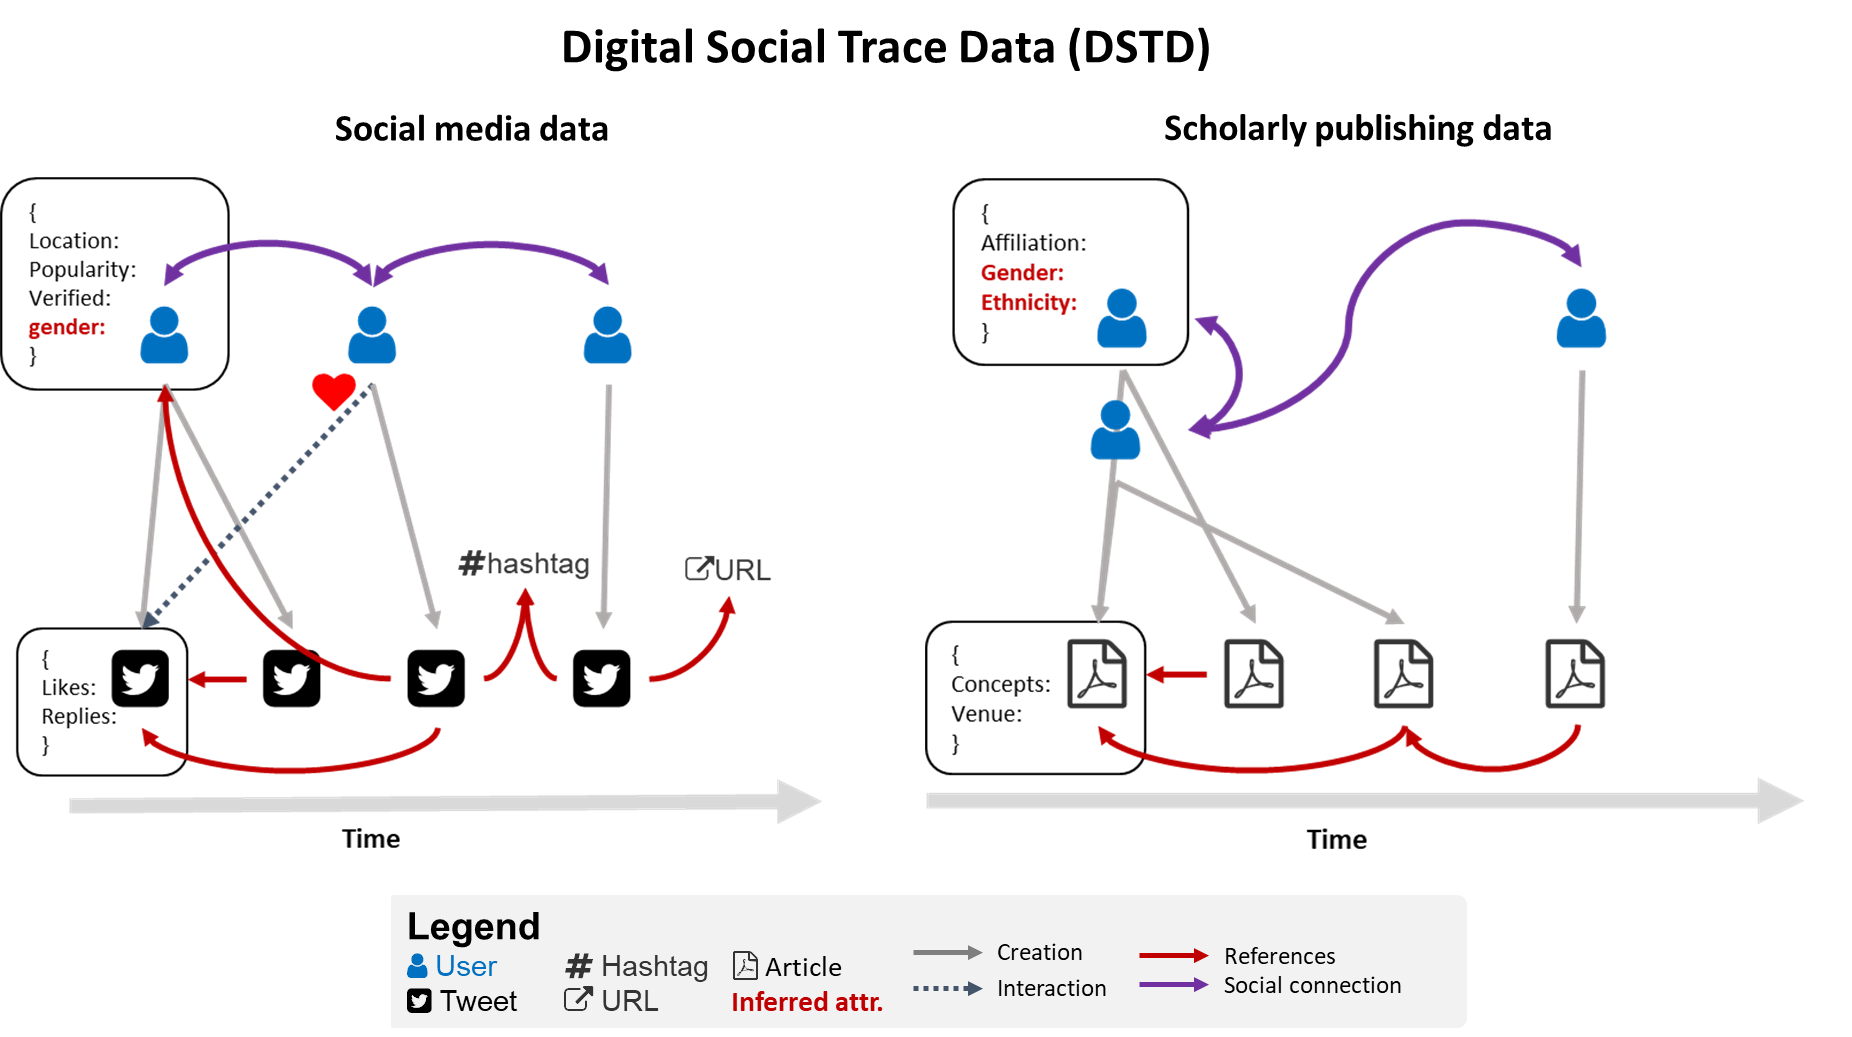 Digital Social Trace Data (DSTD)
Social media data
Scholarly publishing data
{
Location:
Popularity:
Verified:
gender:
}
{
Affiliation:
Gender:
Ethnicity:
}
#hashtag
URL
{
Likes:
Replies:
}
{
Concepts:
Venue:
}
Time
Time
Legend
User
# Hashtag
Article
Creation
References
Tweet
URL
Inferred attr.
Interaction
Social connection